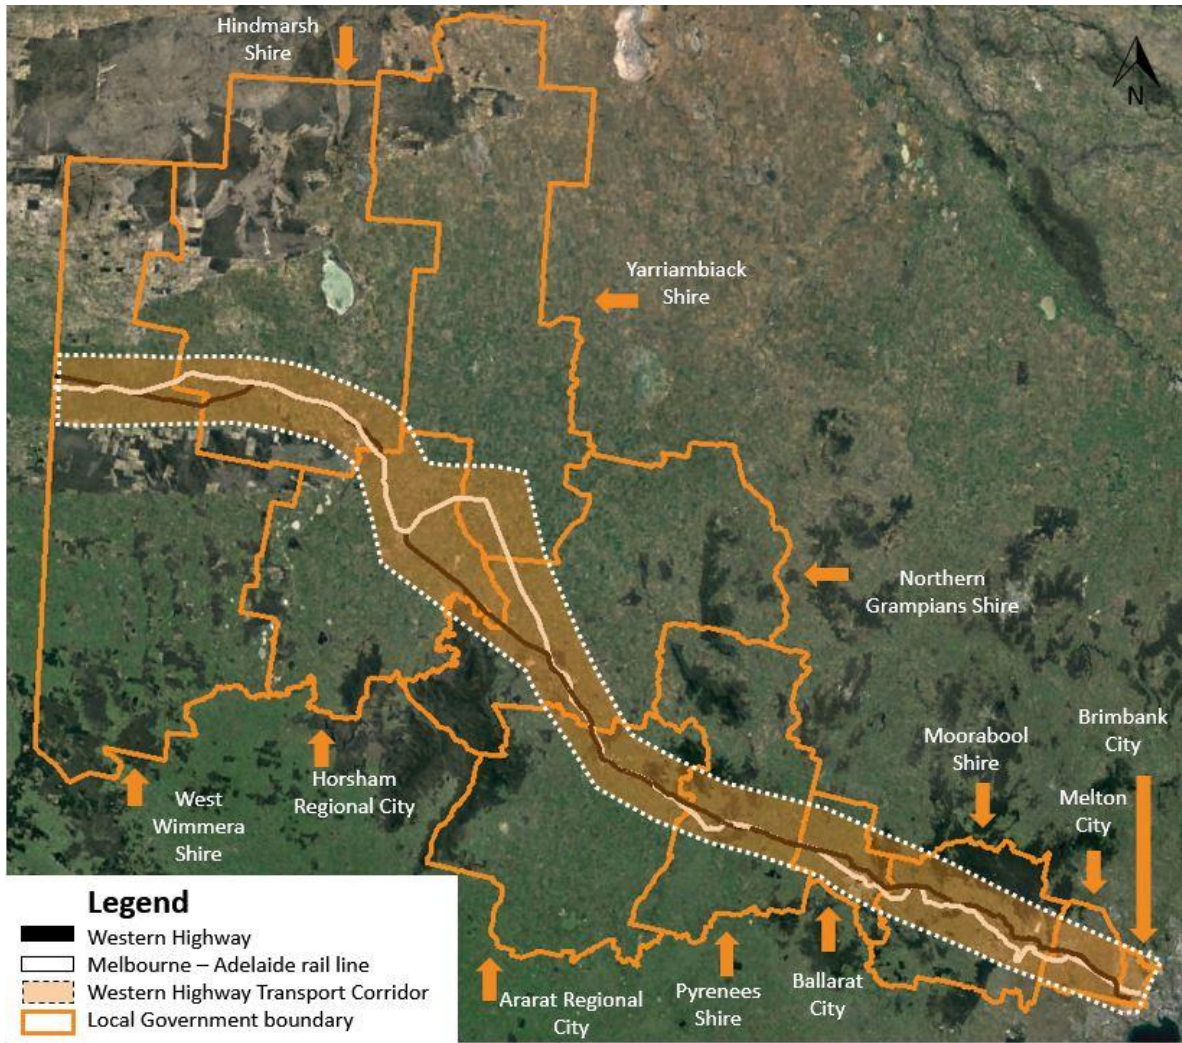 Hindmarsh
Shire
N
Yarriambiack
Shire
Northern
Grampians Shire
Brimbank
City
Moorabool
Shire
Melton
City
Horsham
Regional City
West
Wimmera
Shire
Ararat Regional
City
Pyrenees
Shire
Ballarat
City
Legend
Western Highway
Melbourne – Adelaide rail line
Western Highway Transport Corridor
Local Government boundary